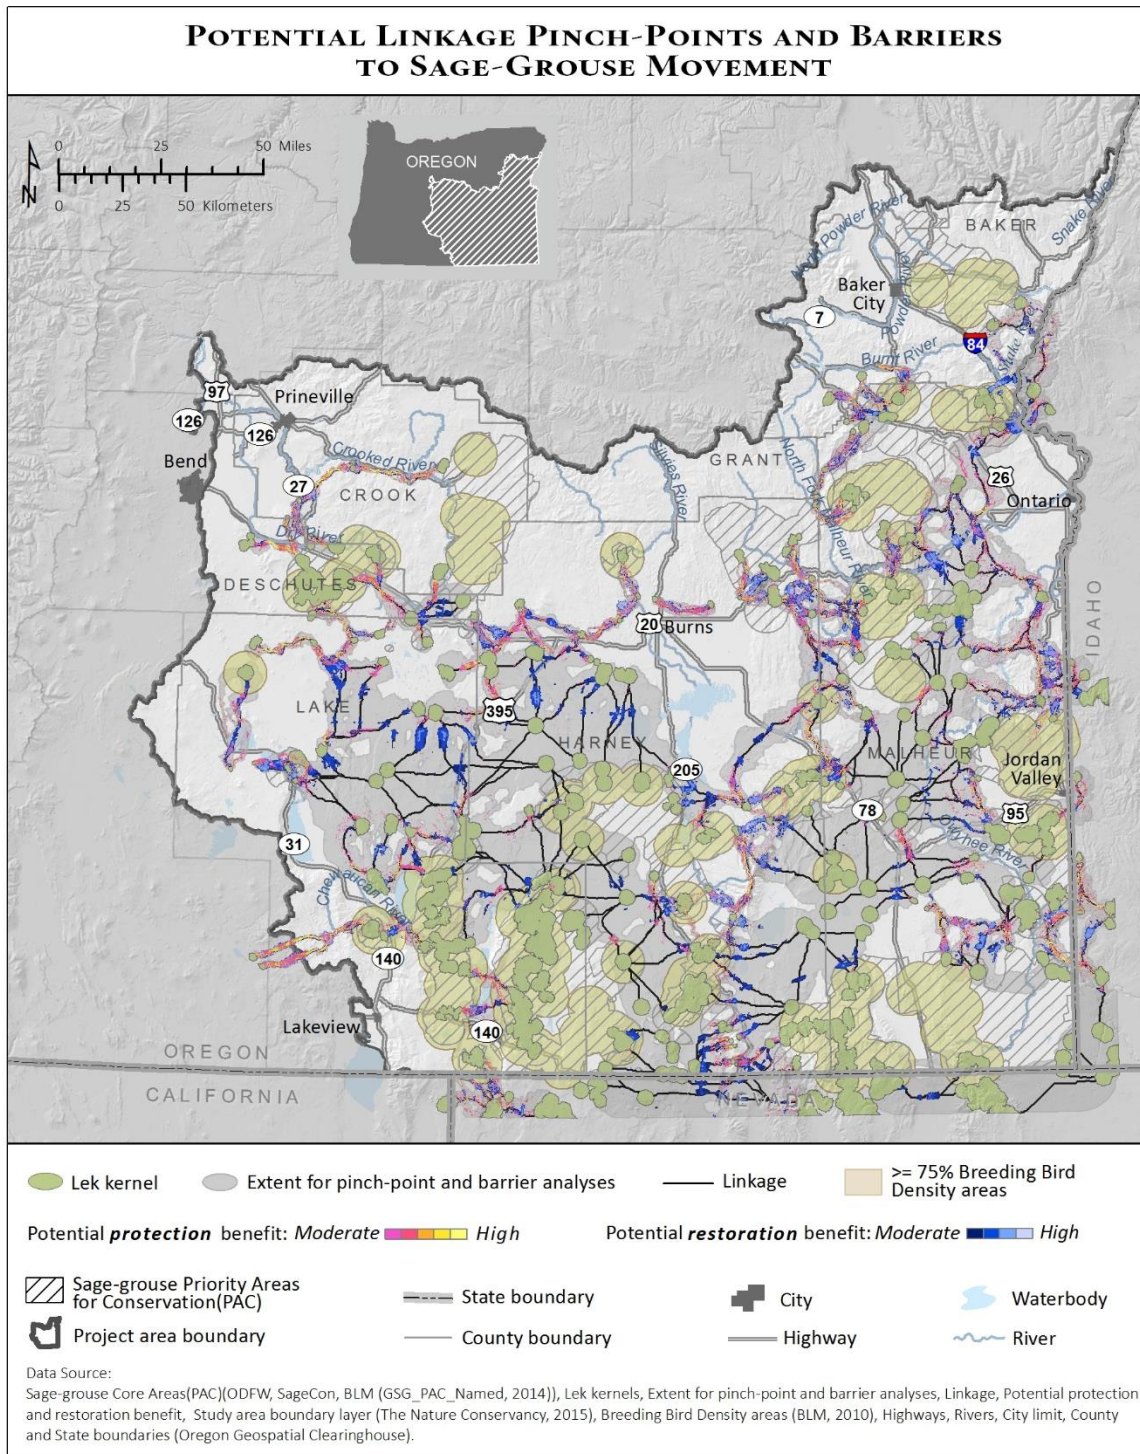 POTENTIAL LINKAGE PINCH-POINTS AND BARRIERS
TO SAGE-GROUSE MOVEMENT
0 25 50 Miles
0 25 50 Kilometers
N
OREGON
BAKER
North Powder River
Snake River
Baker
City
Powder River
7
84
Burnt River
Snake River
97
Prineville
126
126
Bend
Crooked River
27
CROOK
Silvies River
GRANT
North Fork Malheur River
26
Ontario
Dry River
DESCHUTES
20
Burns
IDAHO
LAKE
395
HARNEY
MALHEUR
Jordan
Valley
205
78
95
Owyhee River
31
Chewaucan River
140
Lakeview
140
OREGON
CALIFORNIA
NEVADA
Lek kernel
Extent for pinch-point and barrier analyses
Linkage
>= 75% Breeding Bird
Density areas
Potential protection benefit: Moderate High
Potential restoration benefit: Moderate High
Sage-grouse Priority Areas
for Conservation(PAC)
State boundary
City
Waterbody
Project area boundary
County boundary
Highway
River
Data Source:
Sage-grouse Core Areas(PAC)(ODFW, SageCon, BLM (GSG_PAC_Named, 2014)), Lek kernels, Extent for pinch-point and barrier analyses, Linkage, Potential protection
and restoration benefit, Study area boundary layer (The Nature Conservancy, 2015), Breeding Bird Density areas (BLM, 2010), Highways, Rivers, City limit, County
and State boundaries (Oregon Geospatial Clearinghouse).